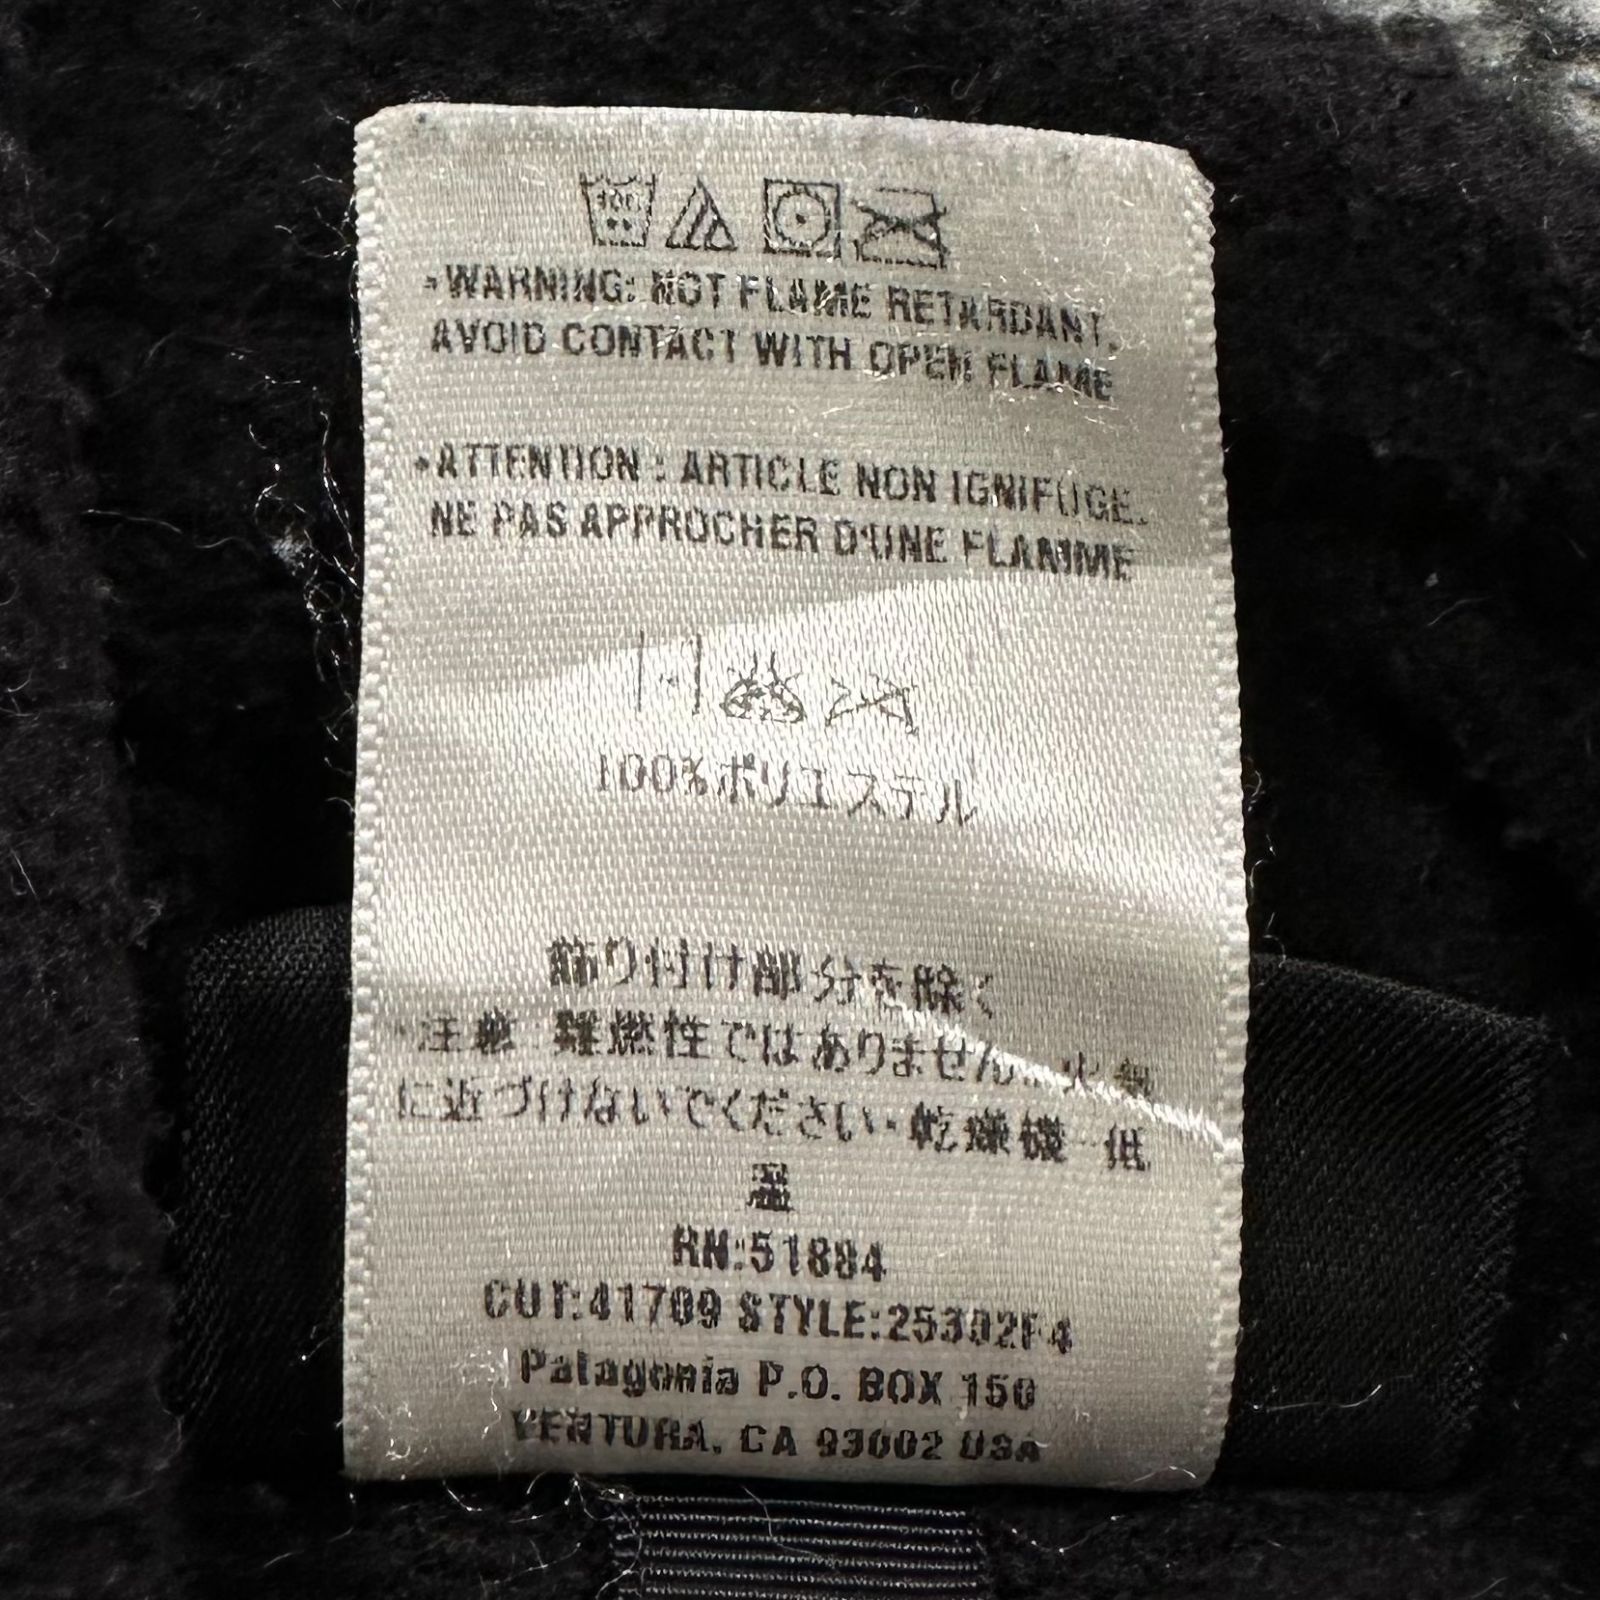 •WARNING: NOT FLAME RETARDANT.
AVOID CONTACT WITH OPEN FLAME
•ATTENTION : ARTICLE NON IGNIFUGE.
NE PAS APPROCHER D'UNE FLAMME
100%ポリエステル
飾り付け部分を除く
・注意:難燃性ではありません。火気
に近づけないでください・乾燥機-低
温
RN:51884
CUT:41709 STYLE:25302F4
Patagonia P.O. BOX 150
VENTURA, CA 93002 USA